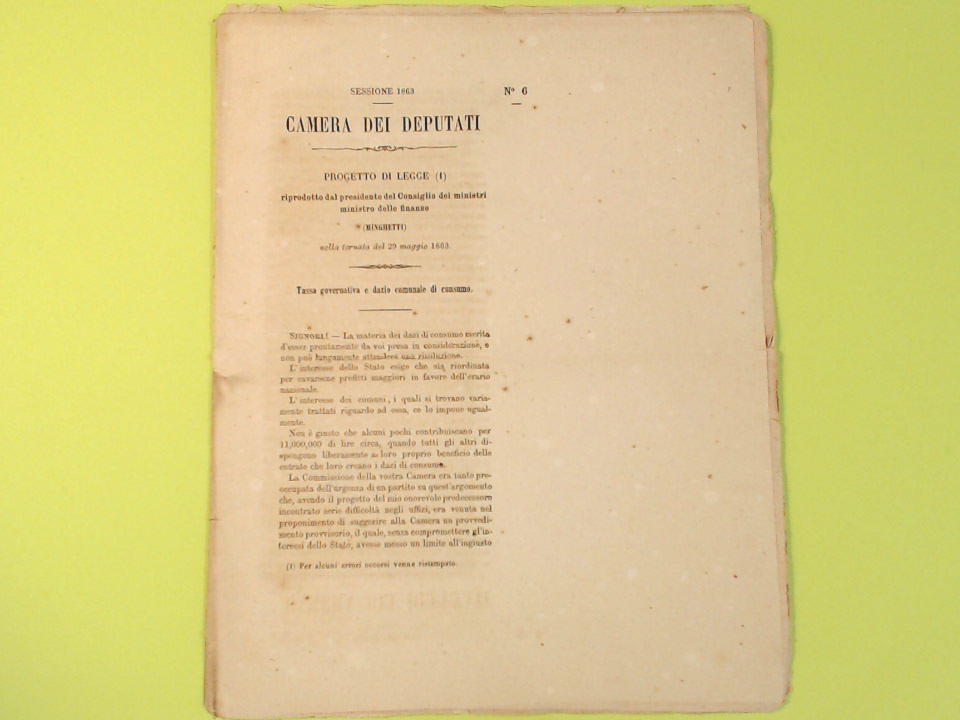 SESSIONE 1863
Nº 6
CAMERA DEI DEPUTATI
PROGETTO DI LEGGE (1)
riprodotto dal presidente del Consiglio dei ministri
ministro delle finanze
(MINGHETTI)
nella tornata del 29 maggio 1863.
Tassa governativa e dazio comunale di consumo.
SIGNORI! — La materia dei dazi di consumo merita
d'esser prontamente da voi presa in considerazione, e
non può lungamente attendere una risoluzione.
L'interesse dello Stato esige che sia riordinata
per cavarsene profitti maggiori in favore dell'erario
nazionale.
L'interesse dei comuni, i quali si trovano varia-
mente trattati riguardo ad essa, ce lo impone ugual-
mente.
Non è giusto che alcuni pochi contribuiscano per
11,000,000 di lire circa, quando tutti gli altri di-
spongono liberamente a loro proprio beneficio delle
entrate che loro creano i dazi di consumo.
La Commissione della vostra Camera era tanto pre-
occupata dell'urgenza di un partito su quest'argomento
che, avendo il progetto del mio onorevole predecessore
incontrato serie difficoltà negli uffizi, era venuta nel
proponimento di suggerire alla Camera un provvedi-
mento provvisorio, il quale, senza compromettere gl'in-
teressi dello Stato, avesse messo un limite all'ingiusto
(1) Per alcuni errori occorsi venne ristampato.